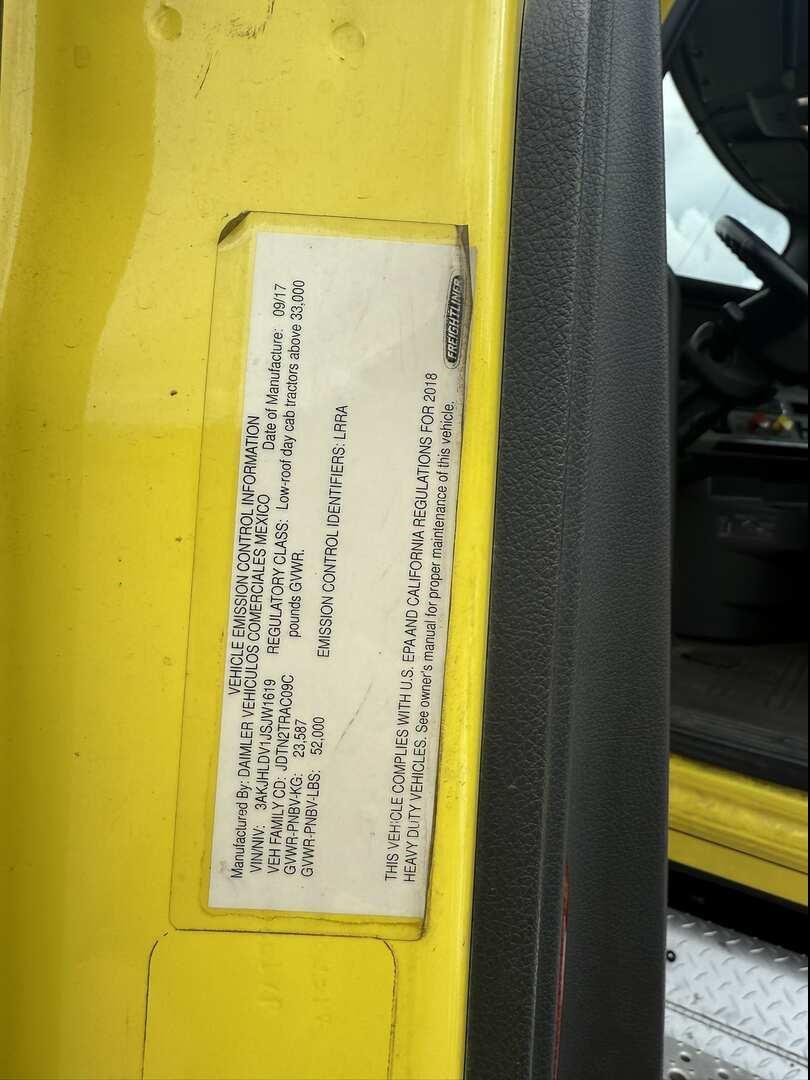 VEHICLE EMISSION CONTROL INFORMATION
Manufactured By: DAIMLER VEHICULOS COMERCIALES MEXICO Date of Manufacture: 09/17
VIN/NIV: 3AKJHLDV1JSJW1619
VEH FAMILY CD: JDTN2TRAC09C REGULATORY CLASS: Low-roof day cab tractors above 33,000
GVWR-PNBV-KG: 23,587 pounds GVWR.
GVWR-PNBV-LBS: 52,000
EMISSION CONTROL IDENTIFIERS: LRRA
THIS VEHICLE COMPLIES WITH U.S. EPA AND CALIFORNIA REGULATIONS FOR 2018
HEAVY DUTY VEHICLES. See owner's manual for proper maintenance of this vehicle.
FREIGHTLINER